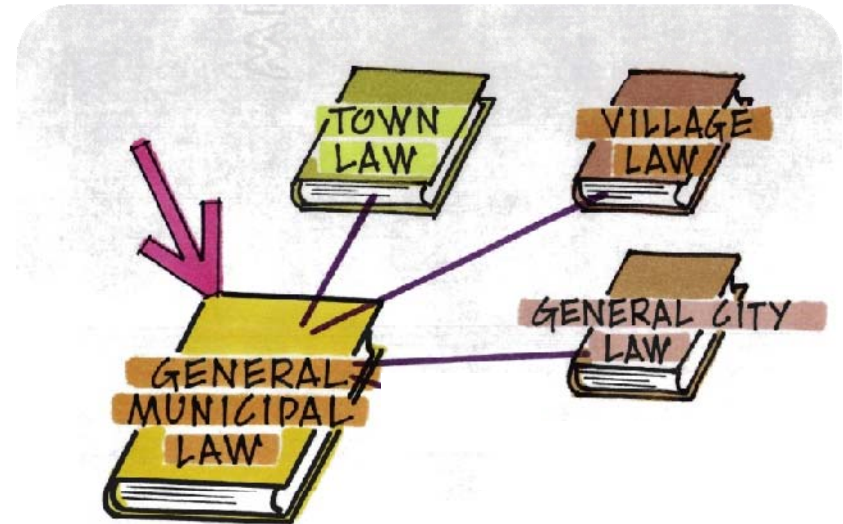 TOWN
LAW
VILLAGE
LAW
GENERAL CITY
LAW
GENERAL
MUNICIPAL
LAW